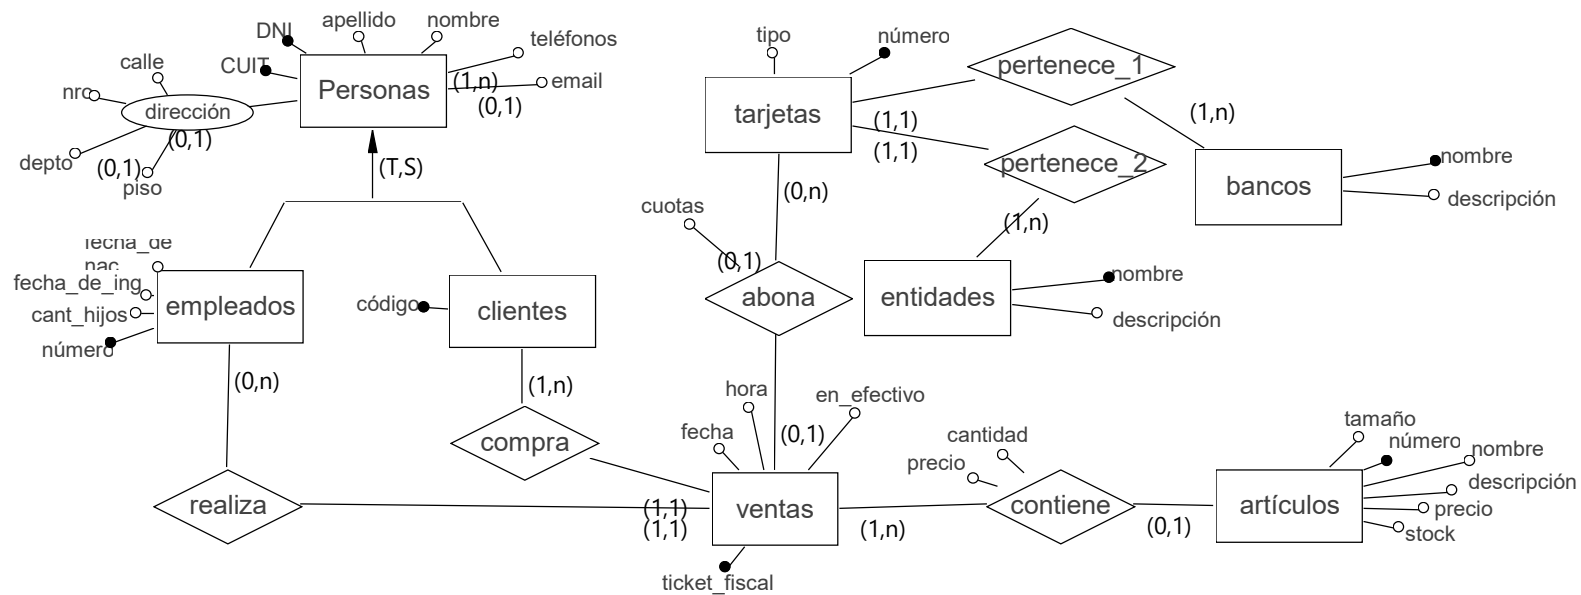 DNI
apellido
nombre
teléfonos
CUIT
email
calle
nro
dirección
Personas
(1,n)
(0,1)
(0,1)
depto
(0,1)
piso
(T,S)
fecha_de
nac
fecha_de_ing
cant_hijos
número
empleados
código
clientes
(0,n)
(1,n)
compra
realiza
tipo
número
tarjetas
pertenece_1
(1,1)
(1,1)
(1,n)
pertenece_2
bancos
nombre
descripción
(0,n)
cuotas
(0,1)
abona
(1,n)
entidades
nombre
descripción
hora
en_efectivo
fecha
(0,1)
ventas
(1,1)
(1,1)
ticket_fiscal
(1,n)
cantidad
precio
contiene
(0,1)
artículos
tamaño
número
nombre
descripción
precio
stock